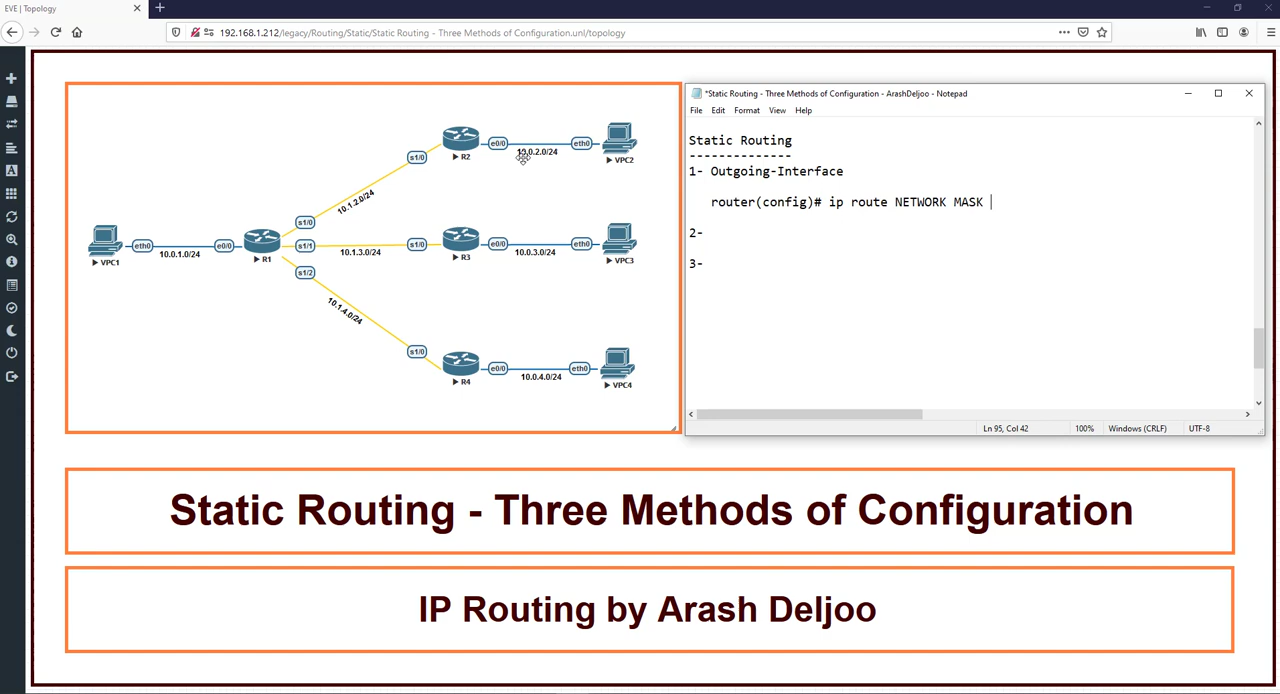 EVE | Topology
192.168.1.212/legacy/Routing/Static/Static Routing - Three Methods of Configuration.unl/topology
*Static Routing - Three Methods of Configuration - ArashDeljoo - Notepad
File Edit Format View Help
Static Routing
--------------
1- Outgoing-Interface
router(config)# ip route NETWORK MASK
2-
3-
Ln 95, Col 42 100% Windows (CRLF) UTF-8
R2 e0/0 10.0.2.0/24 eth0 VPC2
s1/0
10.1.2.0/24
VPC1 eth0 10.0.1.0/24 e0/0 R1
s1/0
s1/1 10.1.3.0/24 s1/0 R3 e0/0 10.0.3.0/24 eth0 VPC3
s1/2
10.1.4.0/24
s1/0 R4 e0/0 10.0.4.0/24 eth0 VPC4
Static Routing - Three Methods of Configuration
IP Routing by Arash Deljoo